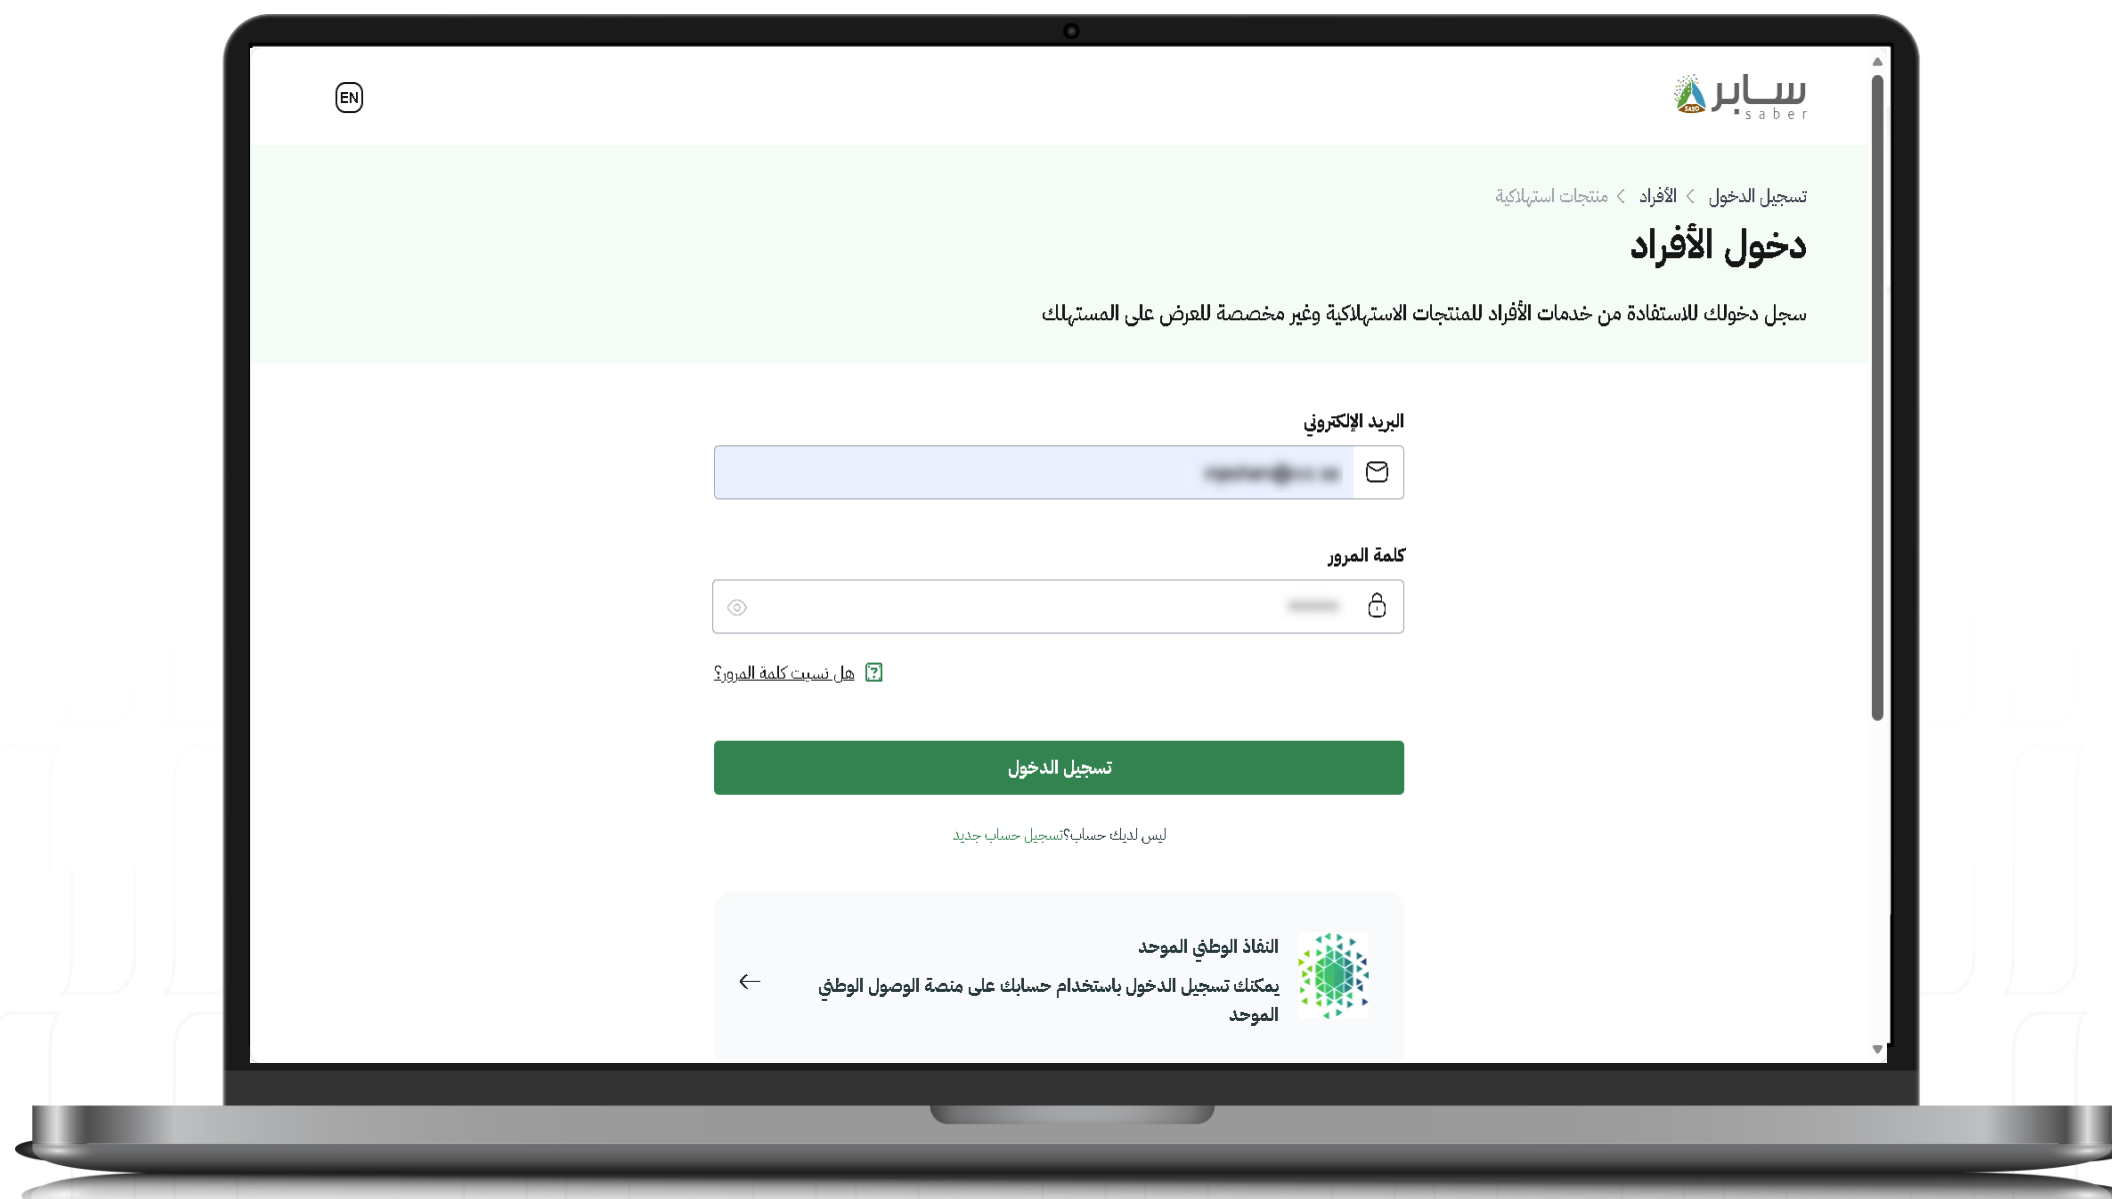 سابر
saber
SASO
EN
تسجيل الدخول > الأفراد > منتجات استهلاكية
دخول الأفراد
سجل دخولك للاستفادة من خدمات الأفراد للمنتجات الاستهلاكية وغير مخصصة للعرض على المستهلك
البريد الإلكتروني
كلمة المرور
هل نسيت كلمة المرور؟
تسجيل الدخول
ليس لديك حساب؟تسجيل حساب جديد
النفاذ الوطني الموحد
يمكنك تسجيل الدخول باستخدام حسابك على منصة الوصول الوطني
الموحد